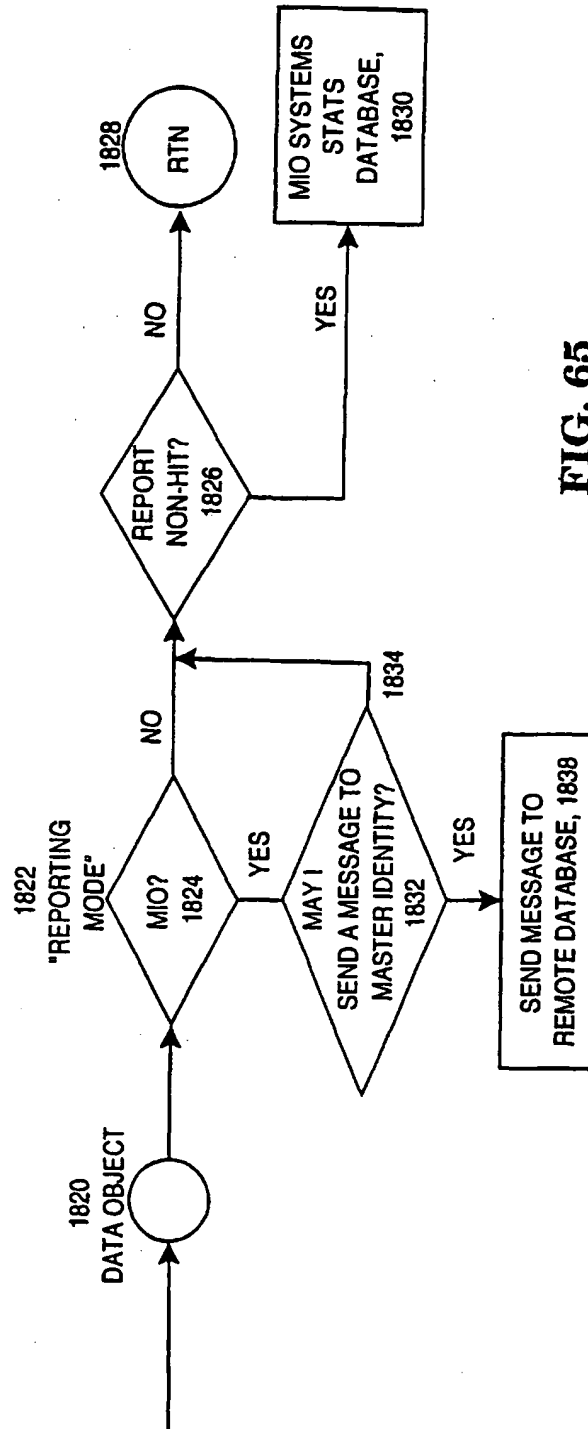 1820
DATA OBJECT
1822
"REPORTING
MODE"
MIO?
1824
NO
YES
MAY I
SEND A MESSAGE TO
MASTER IDENTITY?
1832
1834
YES
SEND MESSAGE TO
REMOTE DATABASE, 1838
REPORT
NON-HIT?
1826
NO
YES
1828
RTN
MIO SYSTEMS
STATS
DATABASE,
1830
FIG. 65